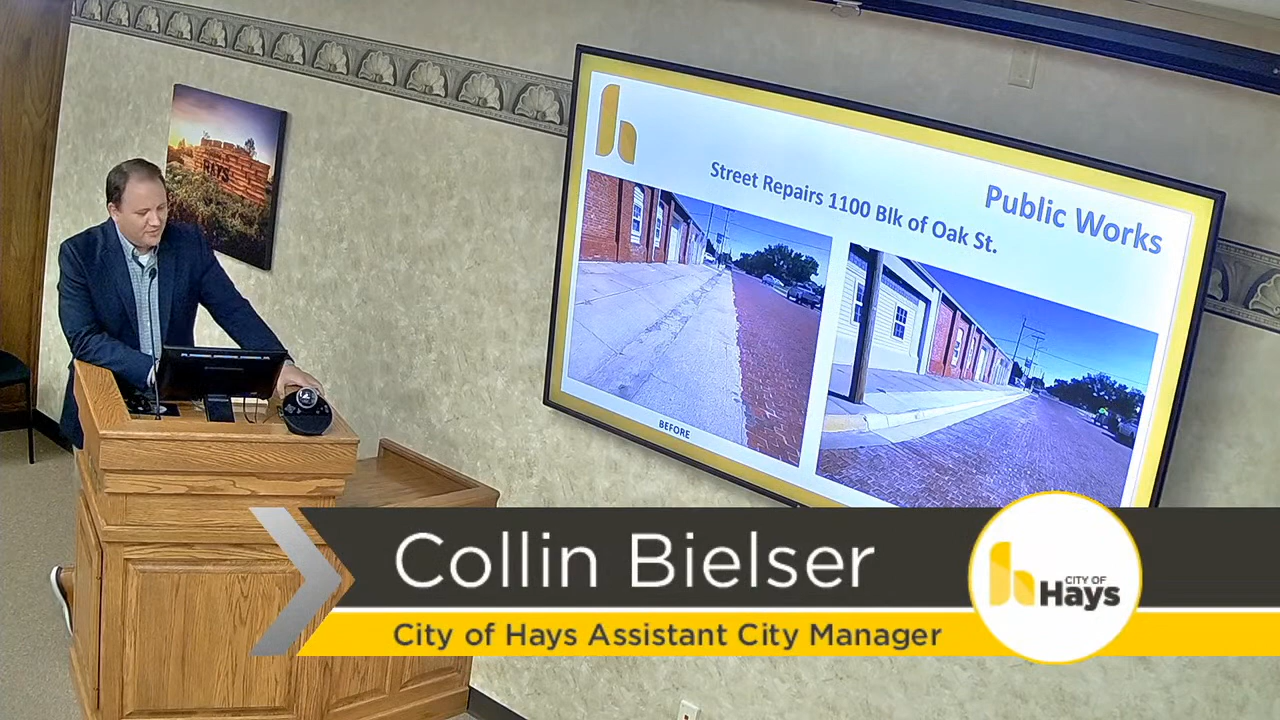 HAYS
Public Works
Street Repairs 1100 Blk of Oak St.
BEFORE
Collin Bielser
City of Hays Assistant City Manager
CITY OF
Hays